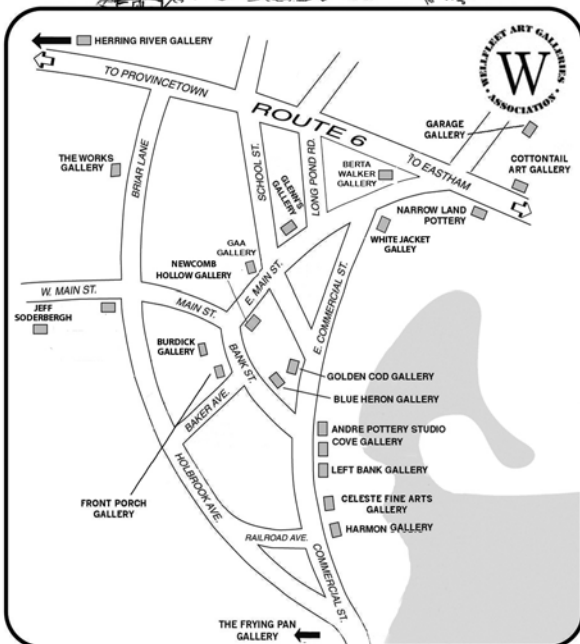 HERRING RIVER GALLERY
WELLFLEET ART GALLERIES
W
• ASSOCIATION •
TO PROVINCETOWN
ROUTE 6
TO EASTHAM
GARAGE
GALLERY
COTTONTAIL
ART GALLERY
THE WORKS
GALLERY
BRIAR LANE
SCHOOL ST.
GLENN'S
GALLERY
LONG POND RD.
BERTA
WALKER
GALLERY
NARROW LAND
POTTERY
WHITE JACKET
GALLEY
GAA
GALLERY
NEWCOMB
HOLLOW GALLERY
E. MAIN ST.
E. COMMERCIAL ST.
W. MAIN ST.
MAIN ST.
JEFF
SODERBERGH
BURDICK
GALLERY
BANK ST.
GOLDEN COD GALLERY
BLUE HERON GALLERY
BAKER AVE.
ANDRE POTTERY STUDIO
COVE GALLERY
LEFT BANK GALLERY
HOLBROOK AVE.
FRONT PORCH
GALLERY
CELESTE FINE ARTS
GALLERY
HARMON GALLERY
RAILROAD AVE.
COMMERCIAL ST.
THE FRYING PAN
GALLERY